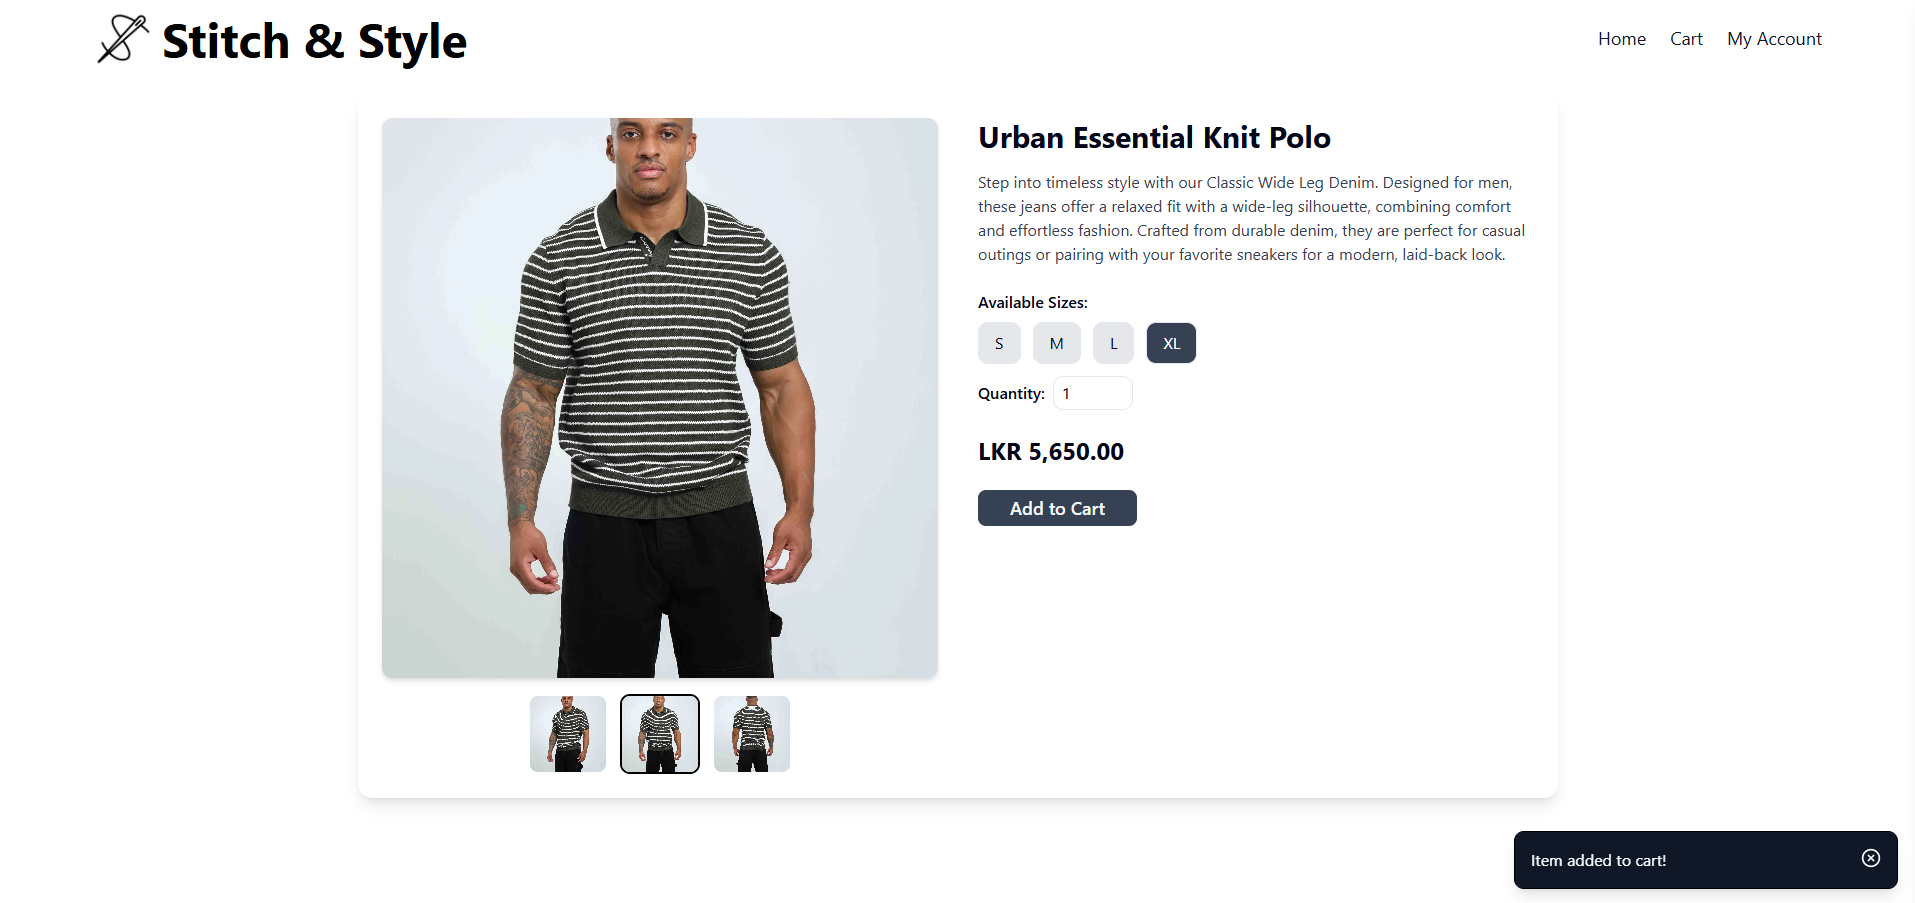 Stitch & Style
Home Cart My Account
Urban Essential Knit Polo
Step into timeless style with our Classic Wide Leg Denim. Designed for men,
these jeans offer a relaxed fit with a wide-leg silhouette, combining comfort
and effortless fashion. Crafted from durable denim, they are perfect for casual
outings or pairing with your favorite sneakers for a modern, laid-back look.
Available Sizes:
S M L XL
Quantity: 1
LKR 5,650.00
Add to Cart
Item added to cart!